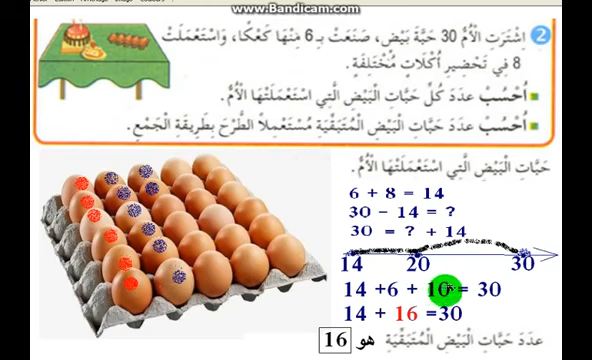 www.Bandicam.com
2 اِشْتَرَتِ الْأُمُّ 30 حَبَّةَ بَيْضٍ، صَنَعَتْ بِـ 6 مِنْهَا كَعْكًا، وَاسْتَعْمَلَتْ
8 فِي تَحْضِيرِ أُكْلَاتٍ مُخْتَلِفَةٍ.
أَحْسُبُ عَدَدَ كُلِّ حَبَّاتِ الْبَيْضِ الَّتِي اسْتَعْمَلَتْهَا الْأُمُّ.
أَحْسُبُ عَدَدَ حَبَّاتِ الْبَيْضِ الْمُتَبَقِّيَةِ مُسْتَعْمِلاً الطَّرْحَ بِطَرِيقَةِ الْجَمْعِ.
حَبَّاتِ الْبَيْضِ الَّتِي اسْتَعْمَلَتْهَا الْأُمُّ.
6 + 8 = 14
30 − 14 = ?
30 = ? + 14
14 20 30
14 +6 + 10 = 30
14 + 16 =30
عَدَدَ حَبَّاتِ الْبَيْضِ الْمُتَبَقِّيَةِ هو 16